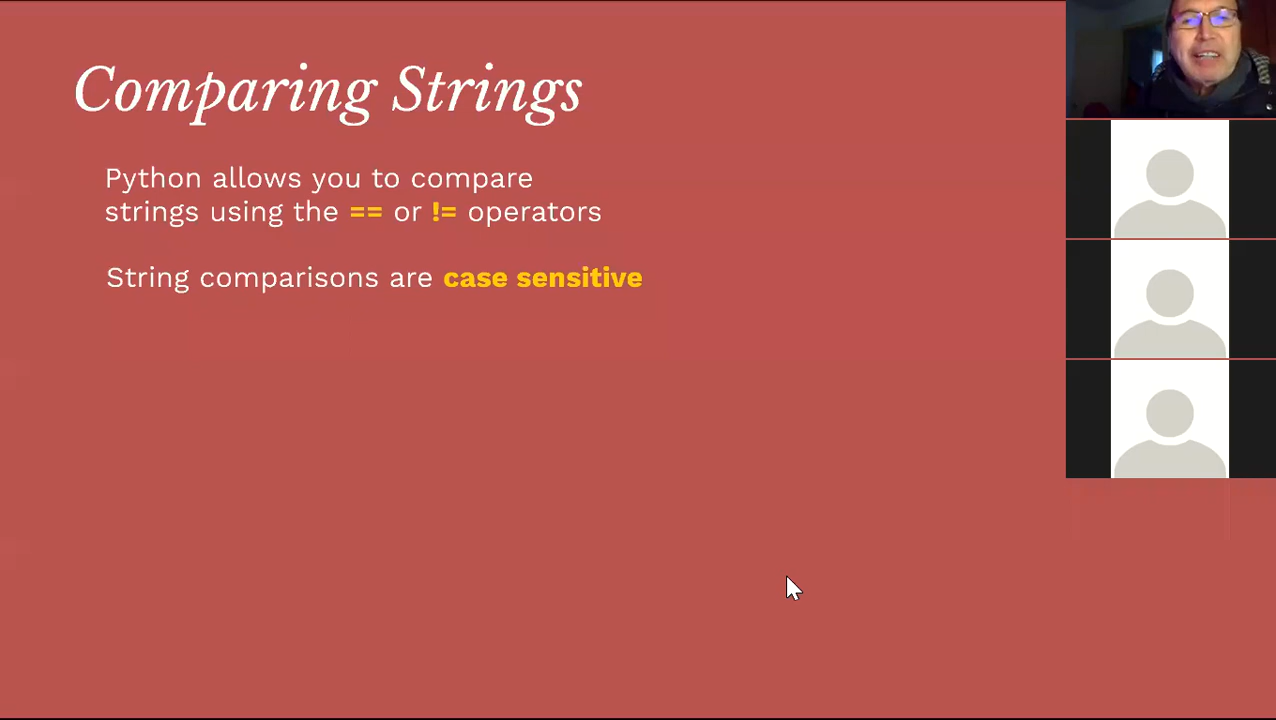 Comparing Strings
Python allows you to compare
strings using the == or != operators
String comparisons are case sensitive